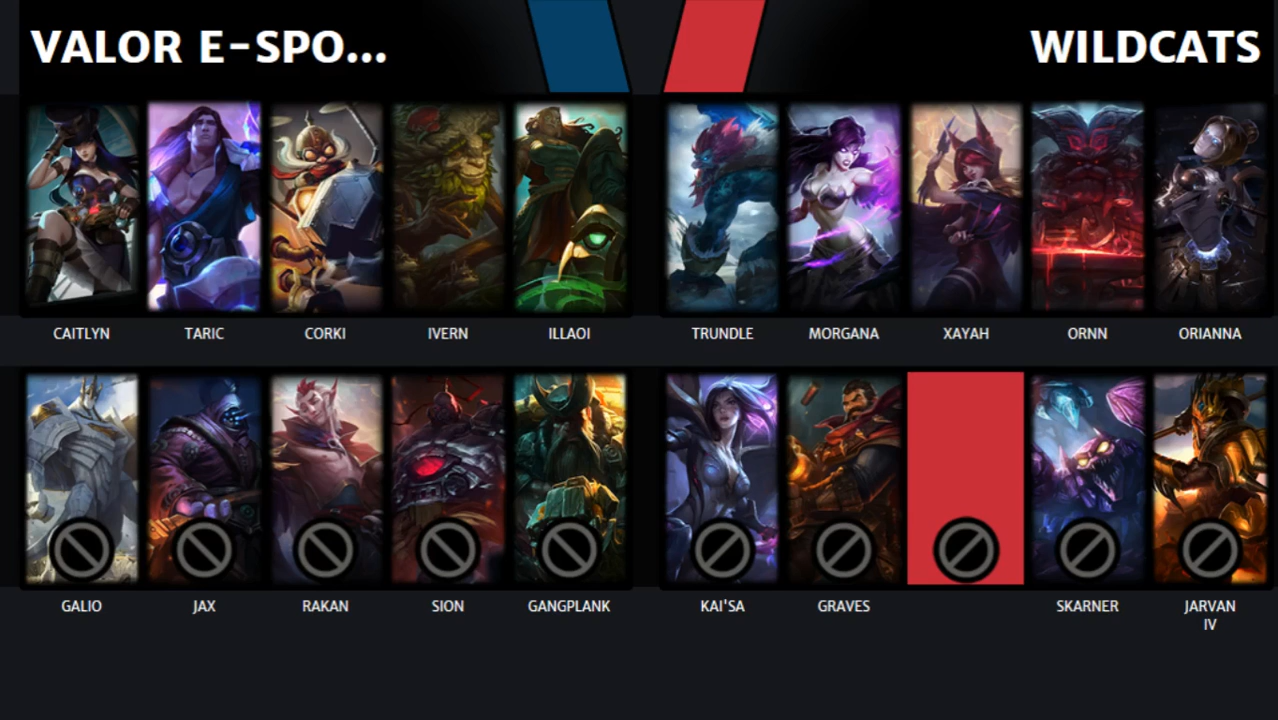 VALOR E-SPO...
WILDCATS
CAITLYN
TARIC
CORKI
IVERN
ILLAOI
TRUNDLE
MORGANA
XAYAH
ORNN
ORIANNA
GALIO
JAX
RAKAN
SION
GANGPLANK
KAI'SA
GRAVES
SKARNER
JARVAN
IV